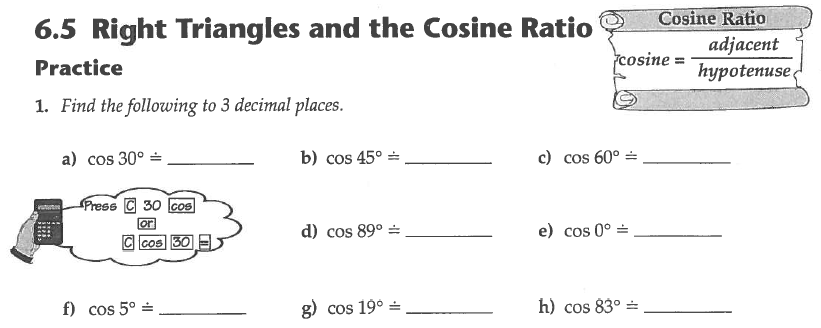 6.5 Right Triangles and the Cosine Ratio
Cosine Ratio
cosine = adjacent / hypotenuse
Practice
1. Find the following to 3 decimal places.
a) cos 30° ≐ ________
b) cos 45° ≐ ________
c) cos 60° ≐ ________
Press C 30 cos
or
C cos 30 =
d) cos 89° ≐ ________
e) cos 0° ≐ ________
f) cos 5° ≐ ________
g) cos 19° ≐ ________
h) cos 83° ≐ ________